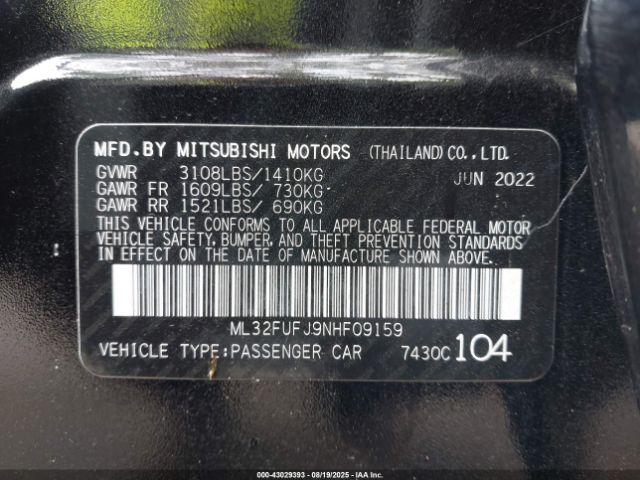 MFD.BY MITSUBISHI MOTORS (THAILAND) CO., LTD.
GVWR 3108LBS/1410KG JUN 2022
GAWR FR 1609LBS/ 730KG
GAWR RR 1521LBS/ 690KG
THIS VEHICLE CONFORMS TO ALL APPLICABLE FEDERAL MOTOR
VEHICLE SAFETY, BUMPER, AND THEFT PREVENTION STANDARDS
IN EFFECT ON THE DATE OF MANUFACTURE SHOWN ABOVE.
ML32FUFJ9NHF09159
VEHICLE TYPE:PASSENGER CAR 7430C 104
000-43029393 - 08/19/2025 - COPYRIGHT IAA, LLC.